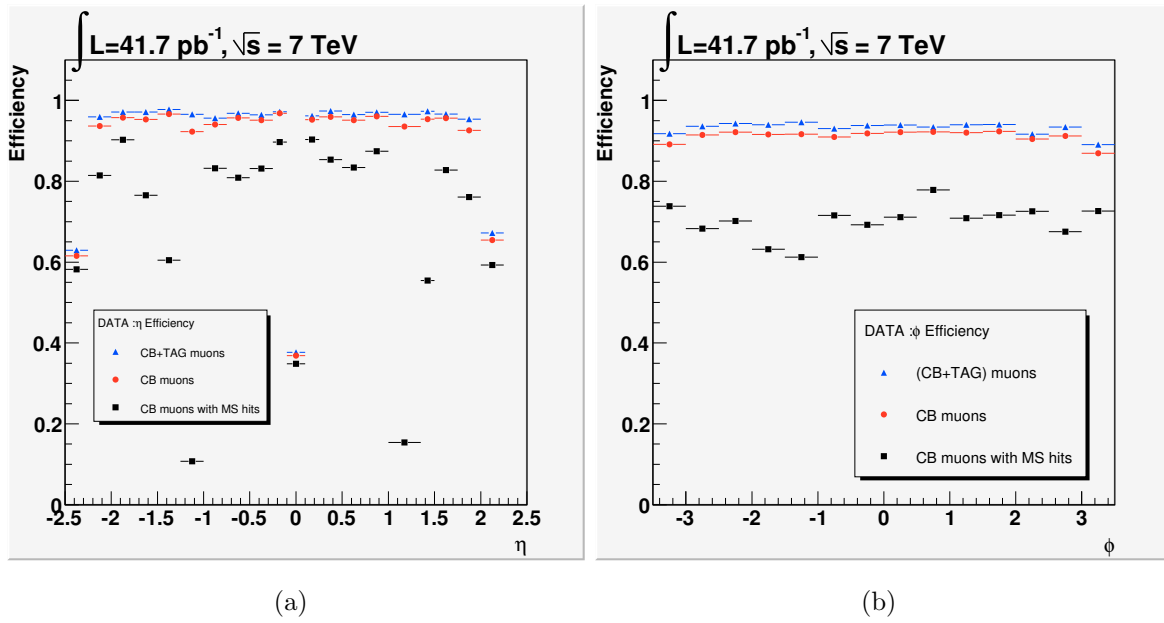 ∫L=41.7 pb⁻¹, √s = 7 TeV
Efficiency
1
0.8
0.6
0.4
0.2
0
DATA :η Efficiency
CB+TAG muons
CB muons
CB muons with MS hits
-2.5 -2 -1.5 -1 -0.5 0 0.5 1 1.5 2 2.5
η
(a)
∫L=41.7 pb⁻¹, √s = 7 TeV
Efficiency
1
0.8
0.6
0.4
0.2
0
DATA :ϕ Efficiency
(CB+TAG) muons
CB muons
CB muons with MS hits
-3 -2 -1 0 1 2 3
ϕ
(b)